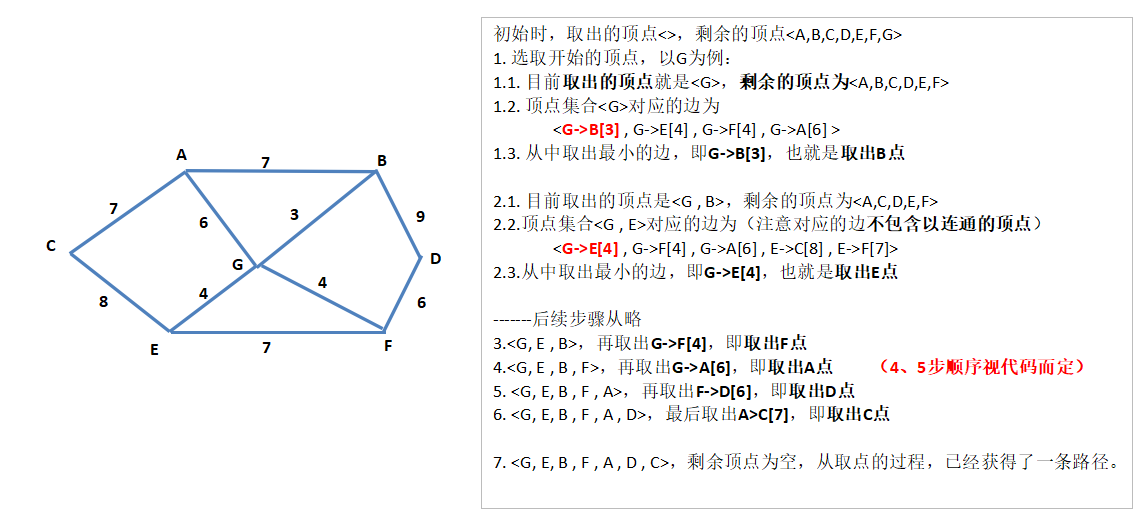 A
7
B
7
6
3
9
C
G
D
8
4
4
6
E
7
F
初始时，取出的顶点<>，剩余的顶点<A,B,C,D,E,F,G>
1. 选取开始的顶点，以G为例：
1.1. 目前取出的顶点就是<G>，剩余的顶点为<A,B,C,D,E,F>
1.2. 顶点集合<G>对应的边为
<G->B[3] , G->E[4] , G->F[4] , G->A[6] >
1.3. 从中取出最小的边，即G->B[3]，也就是取出B点
2.1. 目前取出的顶点是<G , B>，剩余的顶点为<A,C,D,E,F>
2.2.顶点集合<G , E>对应的边为（注意对应的边不包含以连通的顶点）
<G->E[4] , G->F[4] , G->A[6] , E->C[8] , E->F[7]>
2.3.从中取出最小的边，即G->E[4]，也就是取出E点
-------后续步骤从略
3.<G, E , B>，再取出G->F[4]，即取出F点
4.<G, E , B , F>，再取出G->A[6]，即取出A点 （4、5步顺序视代码而定）
5. <G, E, B , F , A>，再取出F->D[6]，即取出D点
6. <G, E, B , F , A , D>，最后取出A>C[7]，即取出C点
7. <G, E, B , F , A , D , C>，剩余顶点为空，从取点的过程，已经获得了一条路径。